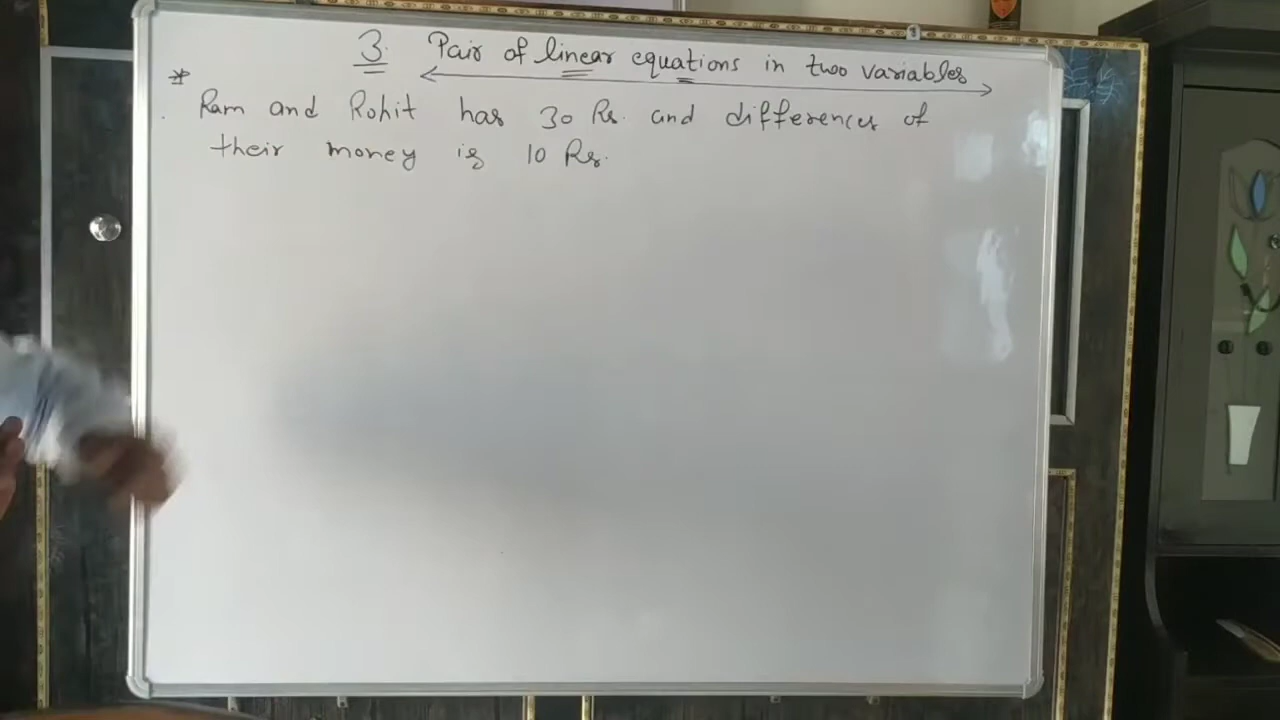 3. Pair of linear equations in two variables
* Ram and Rohit has 30 Rs. and differences of
their money is 10 Rs.